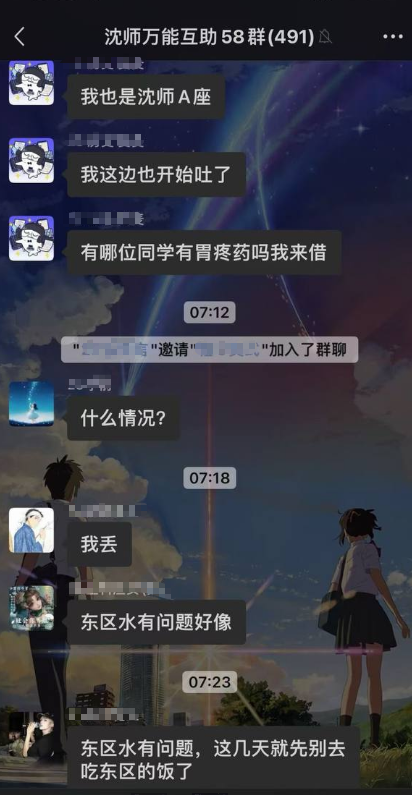 沈师万能互助58群(491)
我也是沈师A座
我这边也开始吐了
有哪位同学有胃疼药吗我来借
07:12
"邀请"加入了群聊
什么情况?
07:18
我丢
东区水有问题好像
07:23
东区水有问题，这几天就先别去
吃东区的饭了